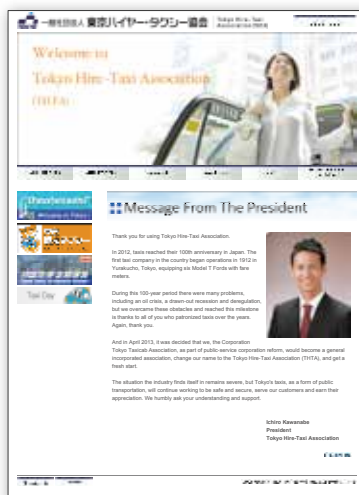 一般社団法人 東京ハイヤー・タクシー協会
Tokyo Hire-Taxi
Association (THTA)
Welcome to
Tokyo Hire-Taxi Association
(THTA)
Message From The President
Thank you for using Tokyo Hire-Taxi Association.
In 2012, taxis reached their 100th anniversary in Japan. The
first taxi company in the country began operations in 1912 in
Yurakucho, Tokyo, equipping six Model T Fords with fare
meters.
During this 100-year period there were many problems,
including an oil crisis, a drawn-out recession and deregulation,
but we overcame these obstacles and reached this milestone
is thanks to all of you who patronized taxis over the years.
Again, thank you.
And in April 2013, it was decided that we, the Corporation
Tokyo Taxicab Association, as part of public-service corporation reform, would become a general
incorporated association, change our name to the Tokyo Hire-Taxi Association (THTA), and get a
fresh start.
The situation the industry finds itself in remains severe, but Tokyo's taxis, as a form of public
transportation, will continue working to be safe and secure, serve our customers and earn their
appreciation. We humbly ask your understanding and support.
Ichiro Kawanabe
President
Tokyo Hire-Taxi Association
Taxi Day